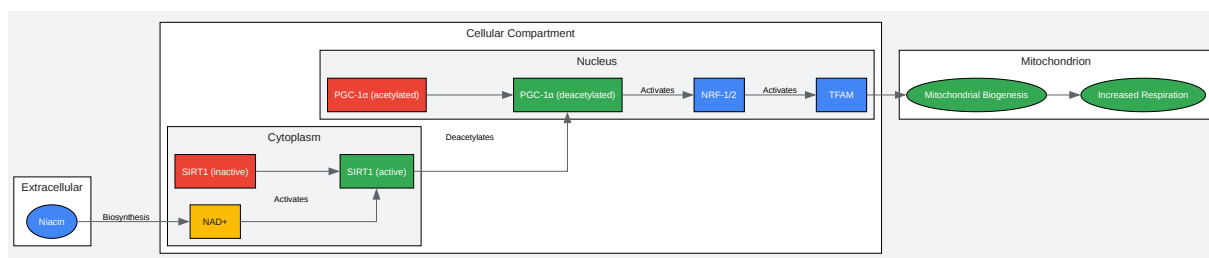 Cellular Compartment
Nucleus
Mitochondrion
PGC-1α (acetylated)
PGC-1α (deacetylated)
Activates
NRF-1/2
Activates
TFAM
Mitochondrial Biogenesis
Increased Respiration
Cytoplasm
Deacetylates
SIRT1 (inactive)
SIRT1 (active)
Extracellular
Activates
Niacin
Biosynthesis
NAD+